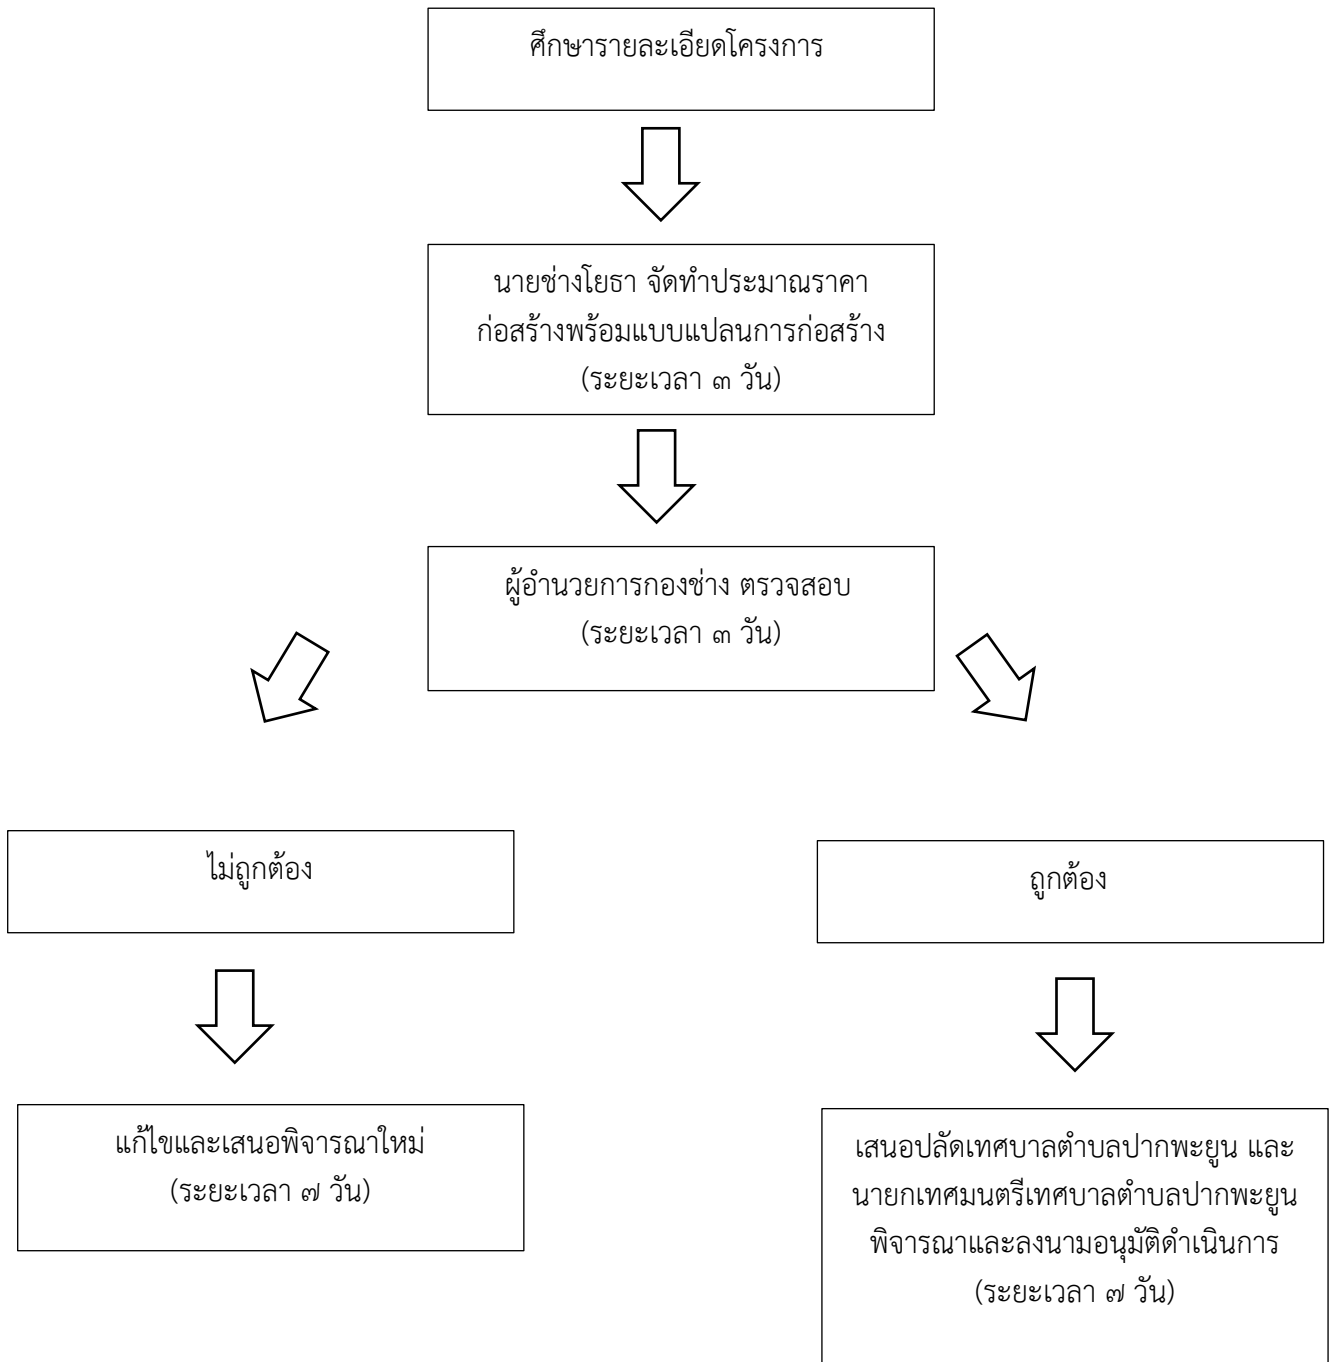 ศึกษารายละเอียดโครงการ
นายช่างโยธา จัดทำประมาณราคา
ก่อสร้างพร้อมแบบแปลนการก่อสร้าง
(ระยะเวลา ๓ วัน)
ผู้อำนวยการกองช่าง ตรวจสอบ
(ระยะเวลา ๓ วัน)
ไม่ถูกต้อง
ถูกต้อง
แก้ไขและเสนอพิจารณาใหม่
(ระยะเวลา ๗ วัน)
เสนอปลัดเทศบาลตำบลปากพะยูน และ
นายกเทศมนตรีเทศบาลตำบลปากพะยูน
พิจารณาและลงนามอนุมัติดำเนินการ
(ระยะเวลา ๗ วัน)